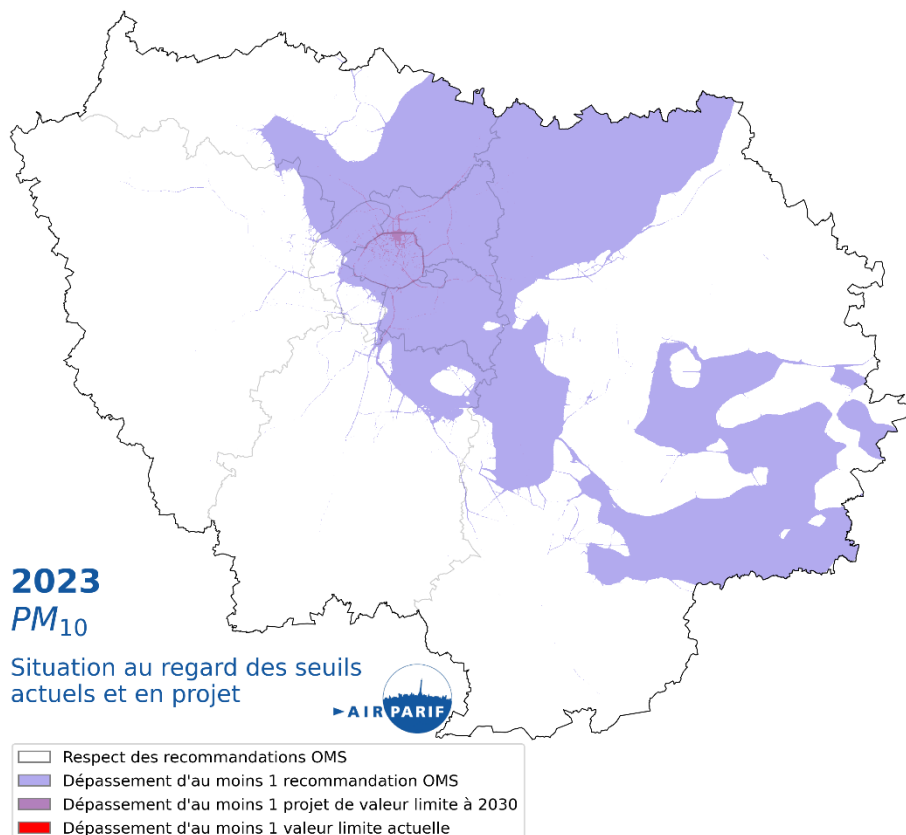 2023
PM10
Situation au regard des seuils
actuels et en projet
AIRPARIF
Respect des recommandations OMS
Dépassement d'au moins 1 recommandation OMS
Dépassement d'au moins 1 projet de valeur limite à 2030
Dépassement d'au moins 1 valeur limite actuelle